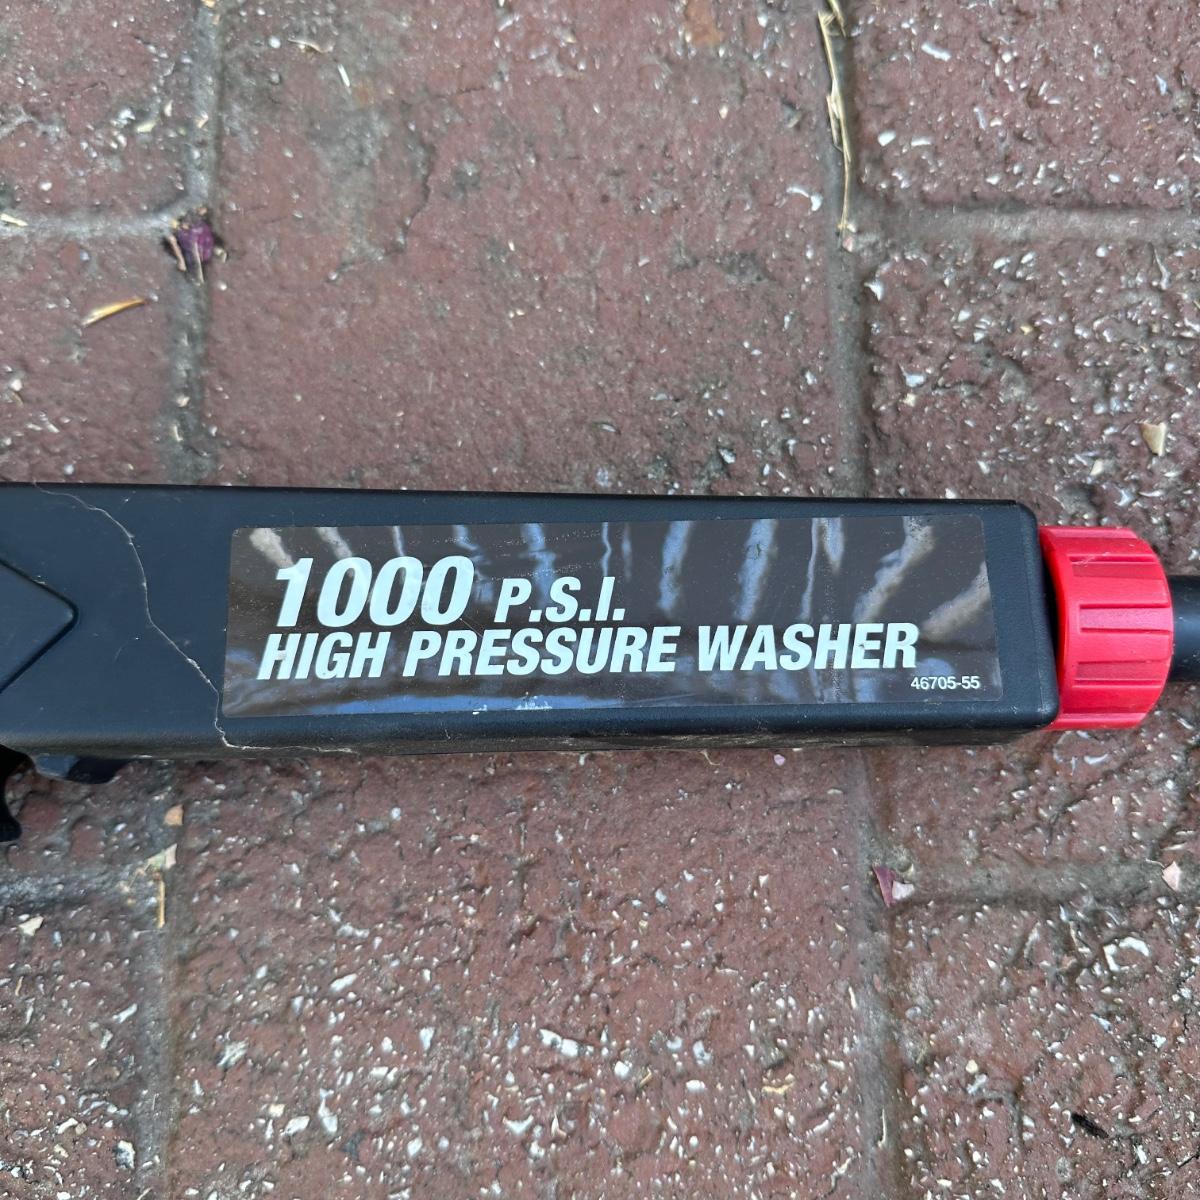 1000 P.S.I.
HIGH PRESSURE WASHER
46705-55